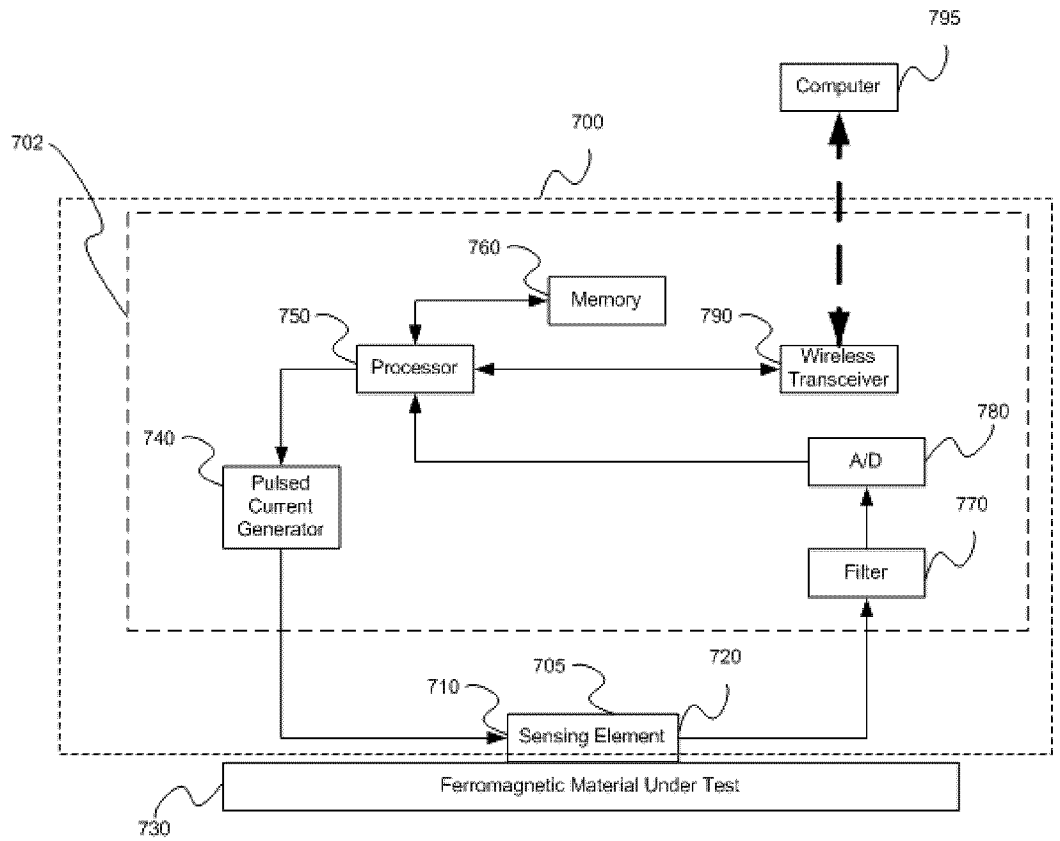 795
Computer
700
702
760
Memory
750
790
Processor
Wireless
Transceiver
740
780
A/D
Pulsed
Current
Generator
770
Filter
720
705
710
Sensing Element
Ferromagnetic Material Under Test
730